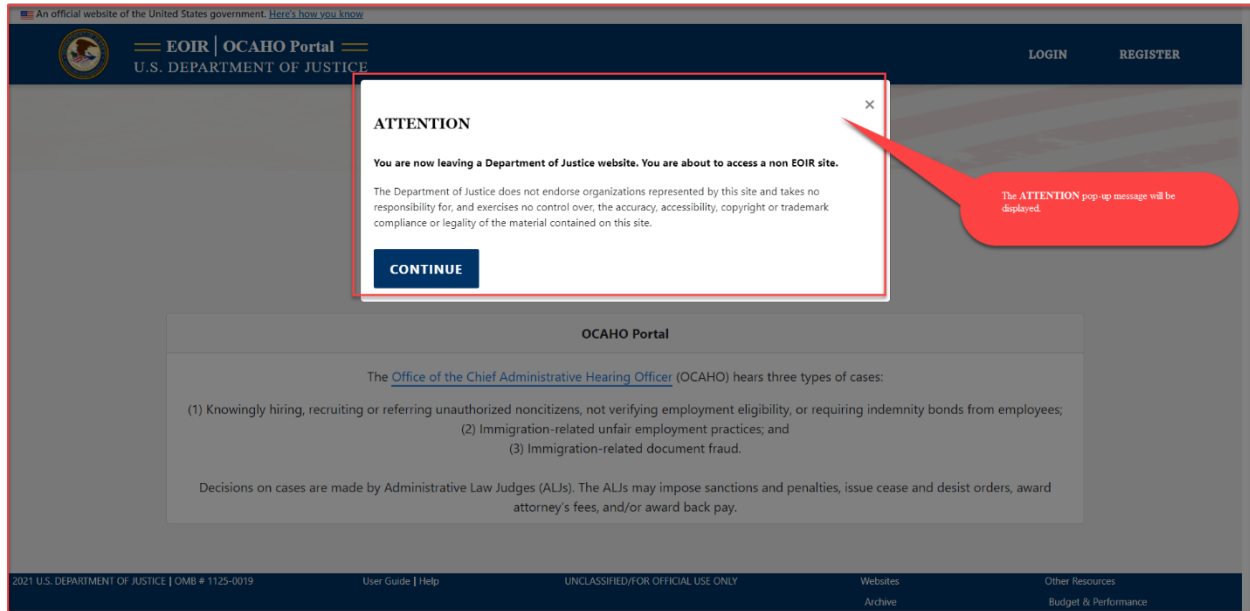 An official website of the United States government. Here's how you know
EOIR | OCAHO Portal
U.S. DEPARTMENT OF JUSTICE
LOGIN
REGISTER
×
ATTENTION
You are now leaving a Department of Justice website. You are about to access a non EOIR site.
The Department of Justice does not endorse organizations represented by this site and takes no
responsibility for, and exercises no control over, the accuracy, accessibility, copyright or trademark
compliance or legality of the material contained on this site.
CONTINUE
The ATTENTION pop-up message will be
displayed.
OCAHO Portal
The Office of the Chief Administrative Hearing Officer (OCAHO) hears three types of cases:
(1) Knowingly hiring, recruiting or referring unauthorized noncitizens, not verifying employment eligibility, or requiring indemnity bonds from employees;
(2) Immigration-related unfair employment practices; and
(3) Immigration-related document fraud.
Decisions on cases are made by Administrative Law Judges (ALJs). The ALJs may impose sanctions and penalties, issue cease and desist orders, award
attorney's fees, and/or award back pay.
2021 U.S. DEPARTMENT OF JUSTICE | OMB # 1125-0019
User Guide | Help
UNCLASSIFIED/FOR OFFICIAL USE ONLY
Websites
Other Resources
Archive
Budget & Performance